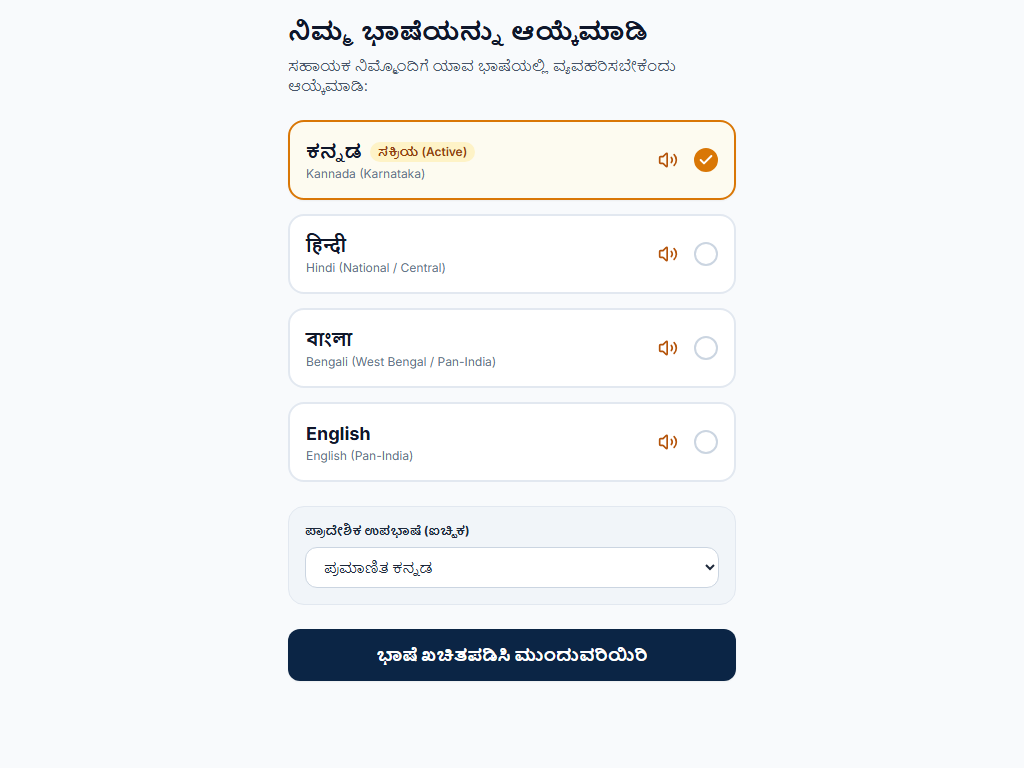 ನಿಮ್ಮ ಭಾಷೆಯನ್ನು ಆಯ್ಕೆಮಾಡಿ
ಸಹಾಯಕ ನಿಮ್ಮೊಂದಿಗೆ ಯಾವ ಭಾಷೆಯಲ್ಲಿ ವ್ಯವಹರಿಸಬೇಕೆಂದು
ಆಯ್ಕೆಮಾಡಿ:
ಕನ್ನಡ ಸಕ್ರಿಯ (Active)
Kannada (Karnataka)
हिन्दी
Hindi (National / Central)
বাংলা
Bengali (West Bengal / Pan-India)
English
English (Pan-India)
ಪ್ರಾದೇಶಿಕ ಉಪಭಾಷೆ (ಐಚ್ಛಿಕ)
ಪ್ರಮಾಣಿತ ಕನ್ನಡ
ಭಾಷೆ ಖಚಿತಪಡಿಸಿ ಮುಂದುವರಿಯಿರಿ